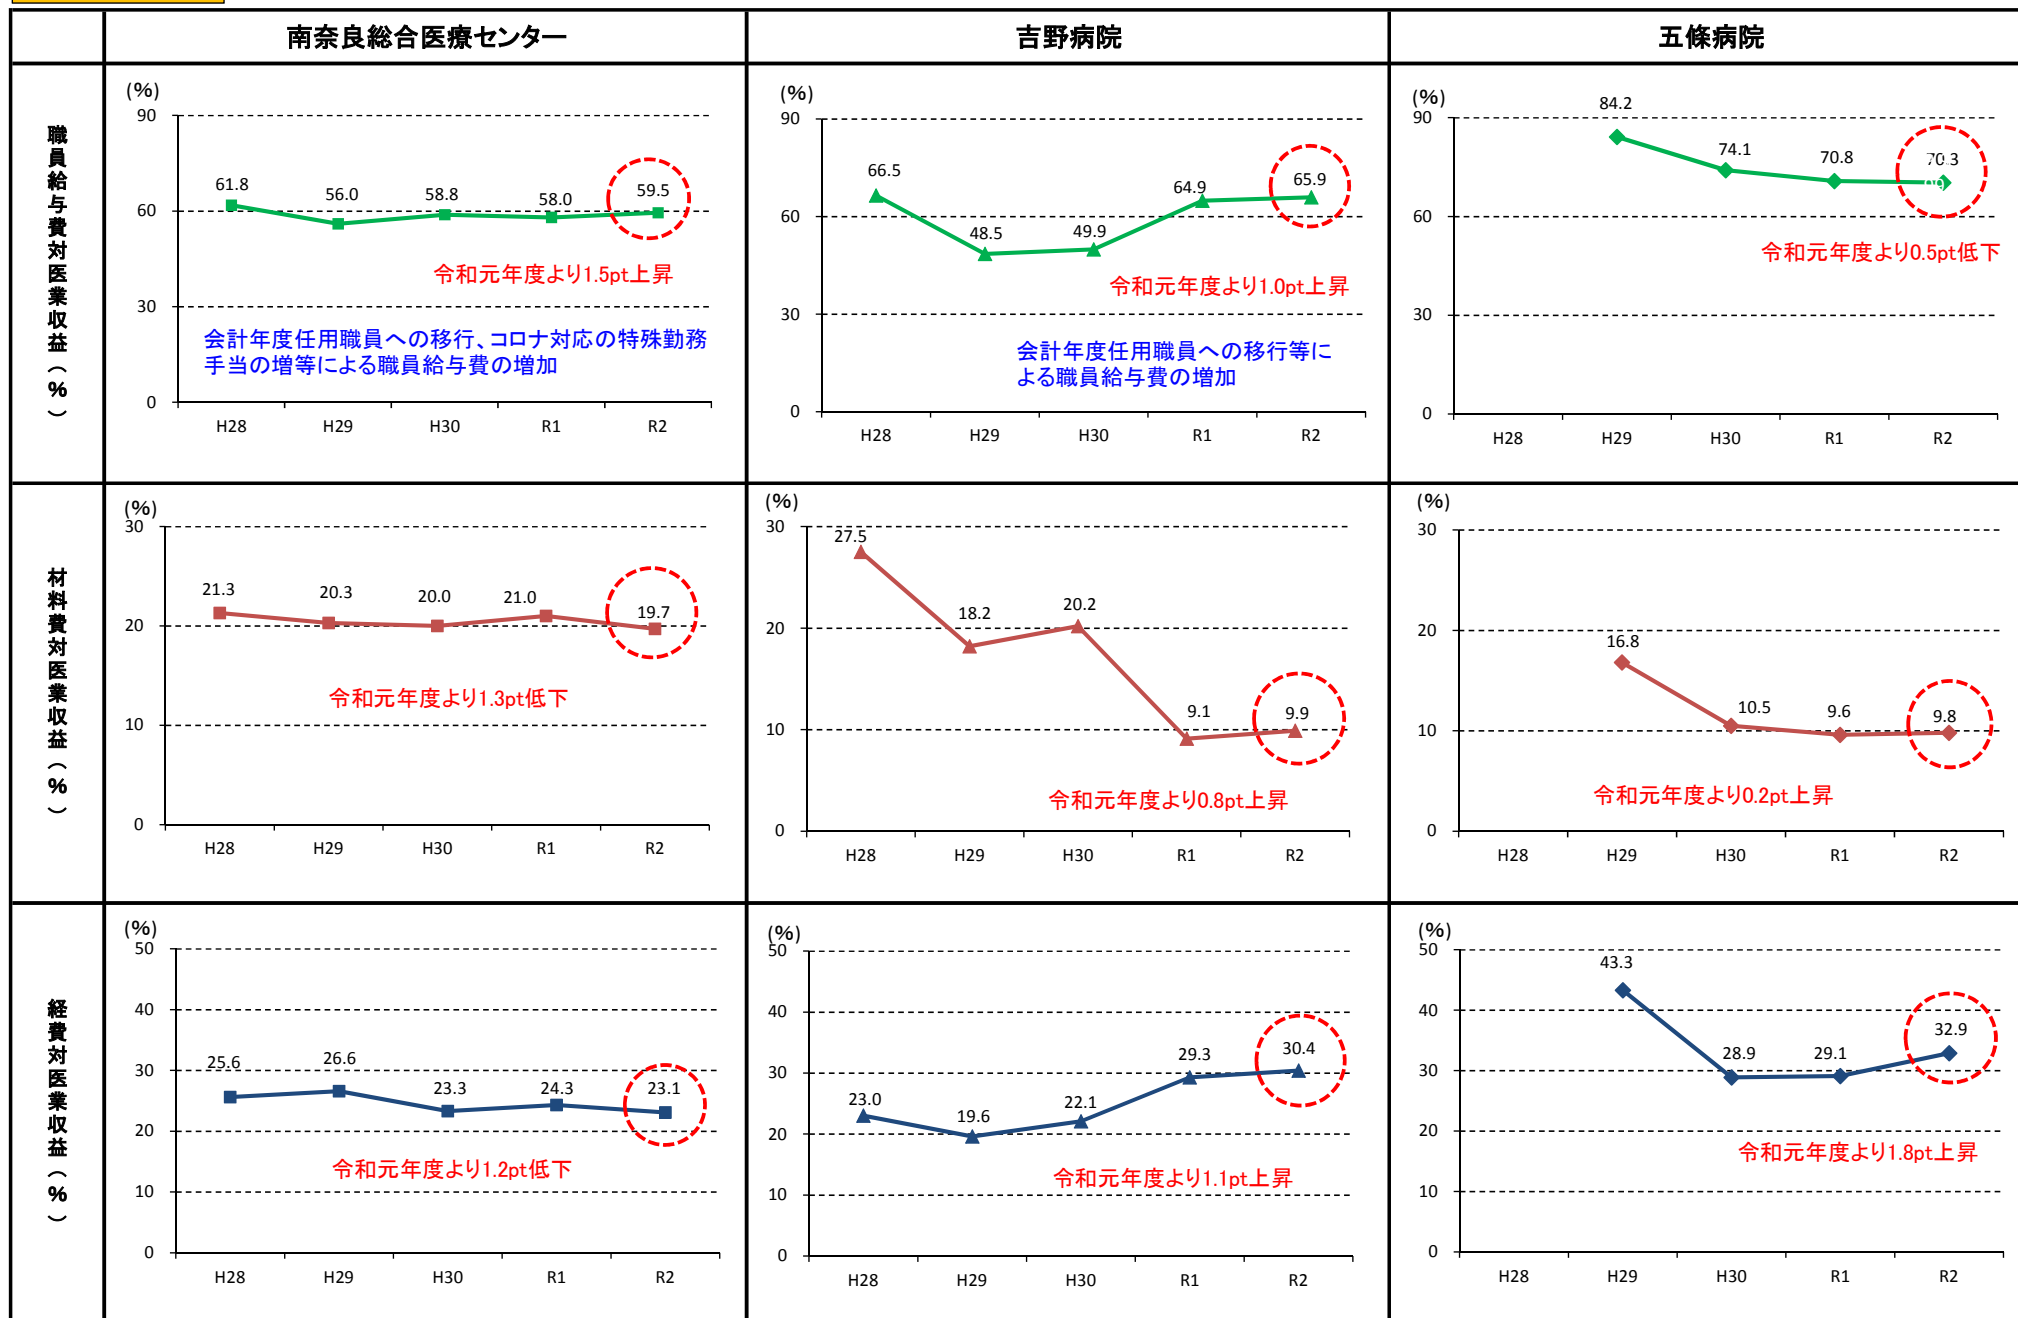 南奈良総合医療センター
吉野病院
五條病院
職員給与費対医業収益(%)
(%)
90
60
30
0
61.8
56.0
58.8
58.0
59.5
令和元年度より1.5pt上昇
会計年度任用職員への移行、コロナ対応の特殊勤務
手当の増等による職員給与費の増加
H28
H29
H30
R1
R2
(%)
90
60
30
0
66.5
48.5
49.9
64.9
65.9
令和元年度より1.0pt上昇
会計年度任用職員への移行等に
よる職員給与費の増加
H28
H29
H30
R1
R2
(%)
90
60
30
0
84.2
74.1
70.8
70.3
令和元年度より0.5pt低下
H28
H29
H30
R1
R2
材料費対医業収益(%)
(%)
30
20
10
0
21.3
20.3
20.0
21.0
19.7
令和元年度より1.3pt低下
H28
H29
H30
R1
R2
(%)
30
20
10
0
27.5
18.2
20.2
9.1
9.9
令和元年度より0.8pt上昇
H28
H29
H30
R1
R2
(%)
30
20
10
0
16.8
10.5
9.6
9.8
令和元年度より0.2pt上昇
H28
H29
H30
R1
R2
経費対医業収益(%)
(%)
50
40
30
20
10
0
25.6
26.6
23.3
24.3
23.1
令和元年度より1.2pt低下
H28
H29
H30
R1
R2
(%)
50
40
30
20
10
0
23.0
19.6
22.1
29.3
30.4
令和元年度より1.1pt上昇
H28
H29
H30
R1
R2
(%)
50
40
30
20
10
0
43.3
28.9
29.1
32.9
令和元年度より1.8pt上昇
H28
H29
H30
R1
R2